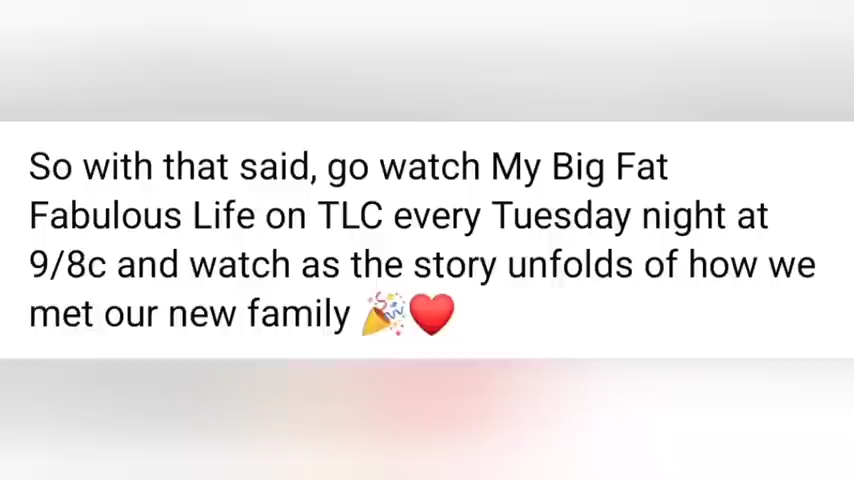 So with that said, go watch My Big Fat
Fabulous Life on TLC every Tuesday night at
9/8c and watch as the story unfolds of how we
met our new family 🎉❤️